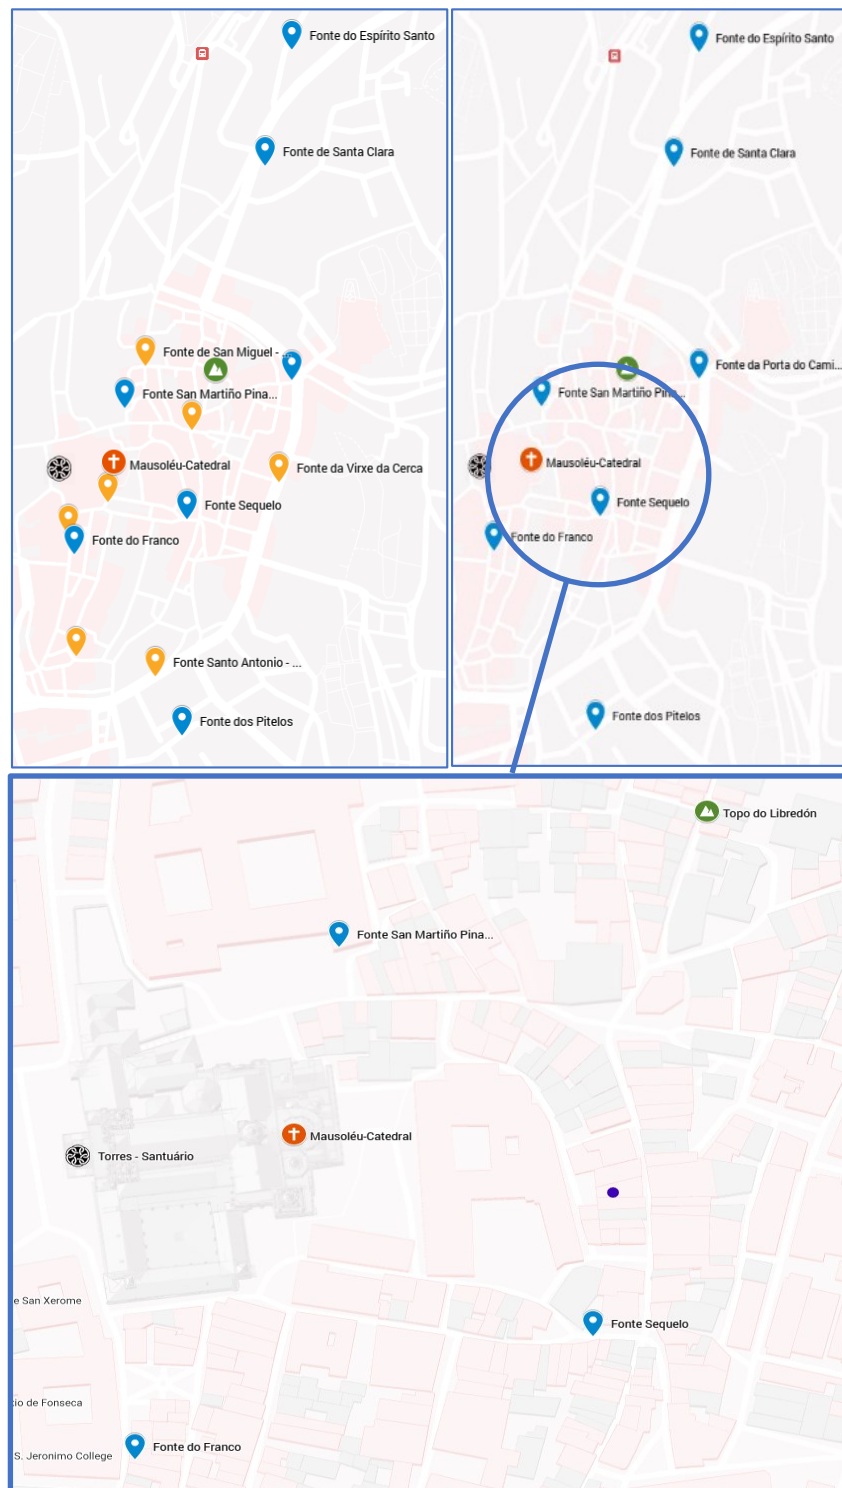 Fonte do Espírito Santo
Fonte de Santa Clara
Fonte de San Miguel - ...
Fonte San Martiño Pina...
Mausoléu-Catedral
Fonte da Virxe da Cerca
Fonte Sequelo
Fonte do Franco
Fonte Santo Antonio - ...
Fonte dos Pitelos
Fonte do Espírito Santo
Fonte de Santa Clara
Fonte da Porta do Cami...
Fonte San Martiño Pina...
Mausoléu-Catedral
Fonte Sequelo
Fonte do Franco
Fonte dos Pitelos
Topo do Libredón
Fonte San Martiño Pina...
Mausoléu-Catedral
Torres - Santuário
e San Xerome
Fonte Sequelo
cio de Fonseca
Fonte do Franco
S. Jeronimo College